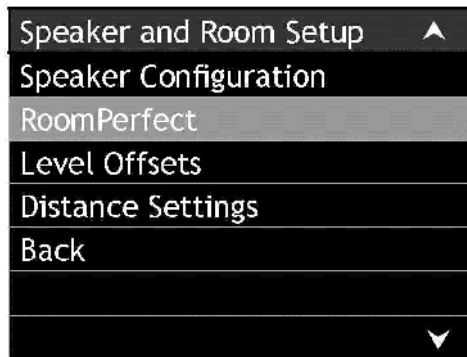 Speaker and Room Setup
Speaker Configuration
RoomPerfect
Level Offsets
Distance Settings
Back